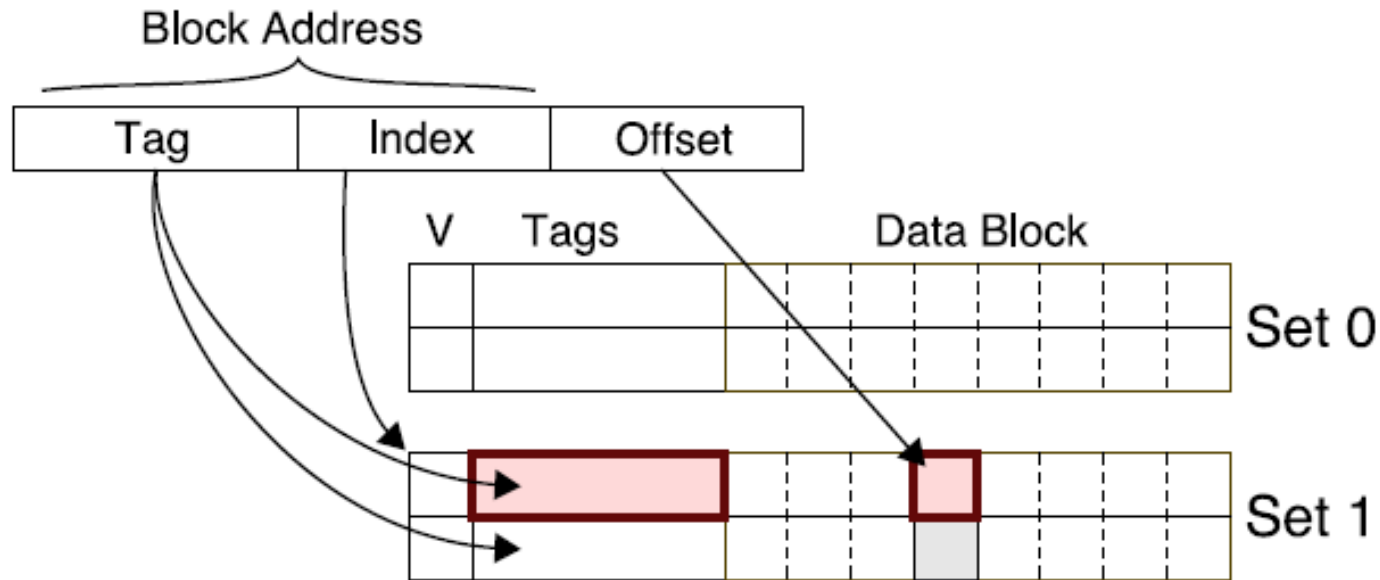 Block Address
Tag Index Offset
V Tags Data Block
Set 0
Set 1